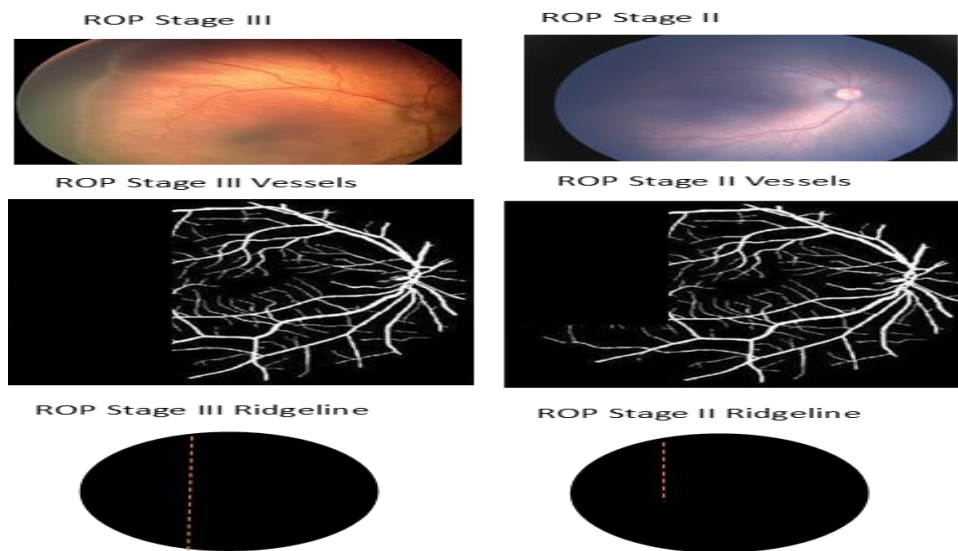 ROP Stage III
ROP Stage II
ROP Stage III Vessels
ROP Stage II Vessels
ROP Stage III Ridgeline
ROP Stage II Ridgeline